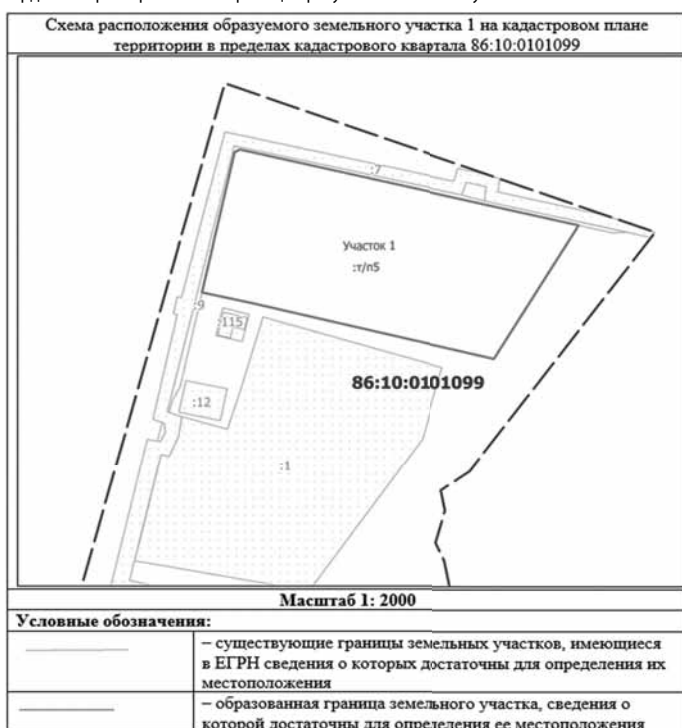 Схема расположения образуемого земельного участка 1 на кадастровом плане
территории в пределах кадастрового квартала 86:10:0101099
:7
Участок 1
:т/п5
:9
:115
86:10:0101099
:12
:1
Масштаб 1: 2000
Условные обозначения:
– существующие границы земельных участков, имеющиеся
в ЕГРН сведения о которых достаточны для определения их
местоположения
– образованная граница земельного участка, сведения о
которой достаточны для определения ее местоположения